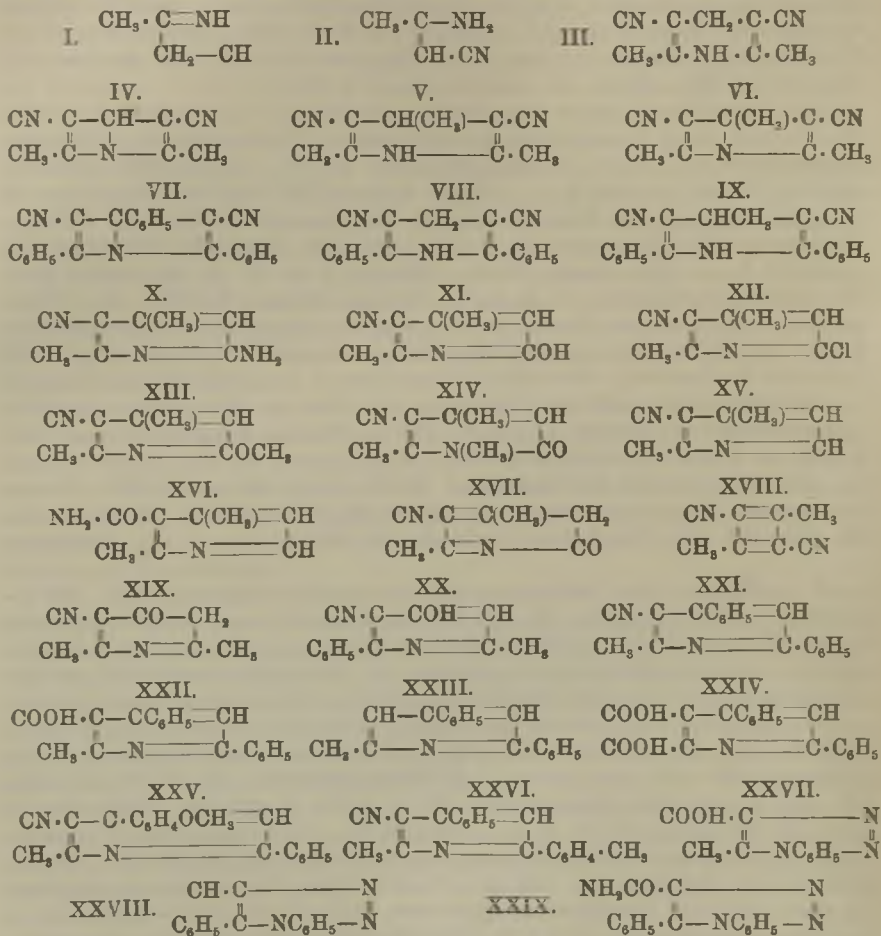 I. CH₃·C=NH II. CH₃·C—NH₂ III. CN·C·CH₂·C·CN
CH₂—CH CH·CN CH₃·C·NH·C·CH₃
IV. V. VI.
CN·C—CH—C·CN CN·C—CH(CH₃)—C·CN CN·C—C(CH₃)·C·CN
CH₃·C—N——C·CH₃ CH₃·C—NH——C·CH₃ CH₃·C—N——C·CH₃
VII. VIII. IX.
CN·C—CC₆H₅—C·CN CN·C—CH₂—C·CN CN·C—CHCH₃—C·CN
C₆H₅·C—N——C·C₆H₅ C₆H₅·C—NH—C·C₆H₅ C₆H₅·C—NH——C·C₆H₅
X. XI. XII.
CN—C—C(CH₃)=CH CN·C—C(CH₃)=CH CN·C—C(CH₃)=CH
CH₃—C—N==CNH₂ CH₃·C—N==COH CH₃·C—N==CCl
XIII. XIV. XV.
CN·C—C(CH₃)=CH CN·C—C(CH₃)=CH CN·C—C(CH₃)=CH
CH₃·C—N==COCH₃ CH₃·C—N(CH₃)—CO CH₃·C—N==CH
XVI. XVII. XVIII.
NH₂·CO·C—C(CH₃)=CH CN·C=C(CH₃)—CH₂ CN·C=C·CH₃
CH₃·C—N==CH CH₃·C=N——CO CH₃·C=C·CN
XIX. XX. XXI.
CN·C—CO—CH₂ CN·C—COH=CH CN·C—CC₆H₅=CH
CH₃·C—N=C·CH₃ C₆H₅·C—N==C·CH₃ CH₃·C—N==C·C₆H₅
XXII. XXIII. XXIV.
COOH·C—CC₆H₅=CH CH—CC₆H₅=CH COOH·C—CC₆H₅=CH
CH₃·C—N==C·C₆H₅ CH₃·C—N==C·C₆H₅ COOH·C—N==C·C₆H₅
XXV. XXVI. XXVII.
CN·C—C·C₆H₄OCH₃=CH CN·C—CC₆H₅=CH COOH·C——N
CH₃·C—N==C·C₆H₅ CH₃·C—N==C·C₆H₄·CH₃ CH₃·C—NC₆H₅—N
XXVIII. CH·C——N XXIX. NH₂CO·C——N
C₆H₅·C—NC₆H₅—N C₆H₅·C—NC₆H₅—N